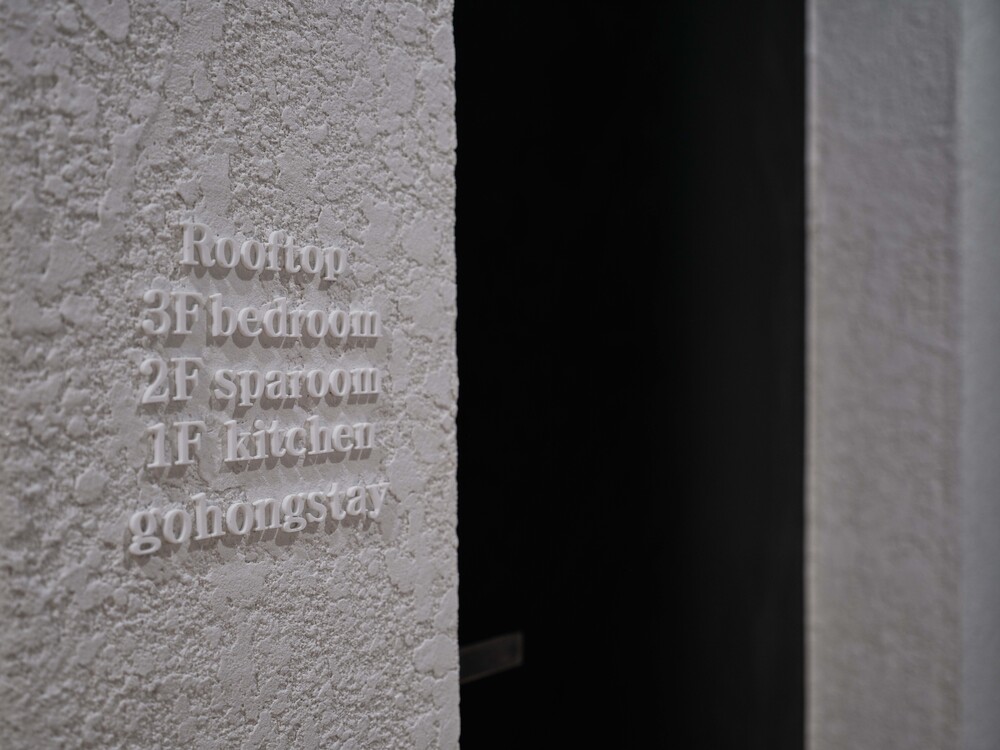 Rooftop
3F bedroom
2F sparoom
1F kitchen
gohongstay